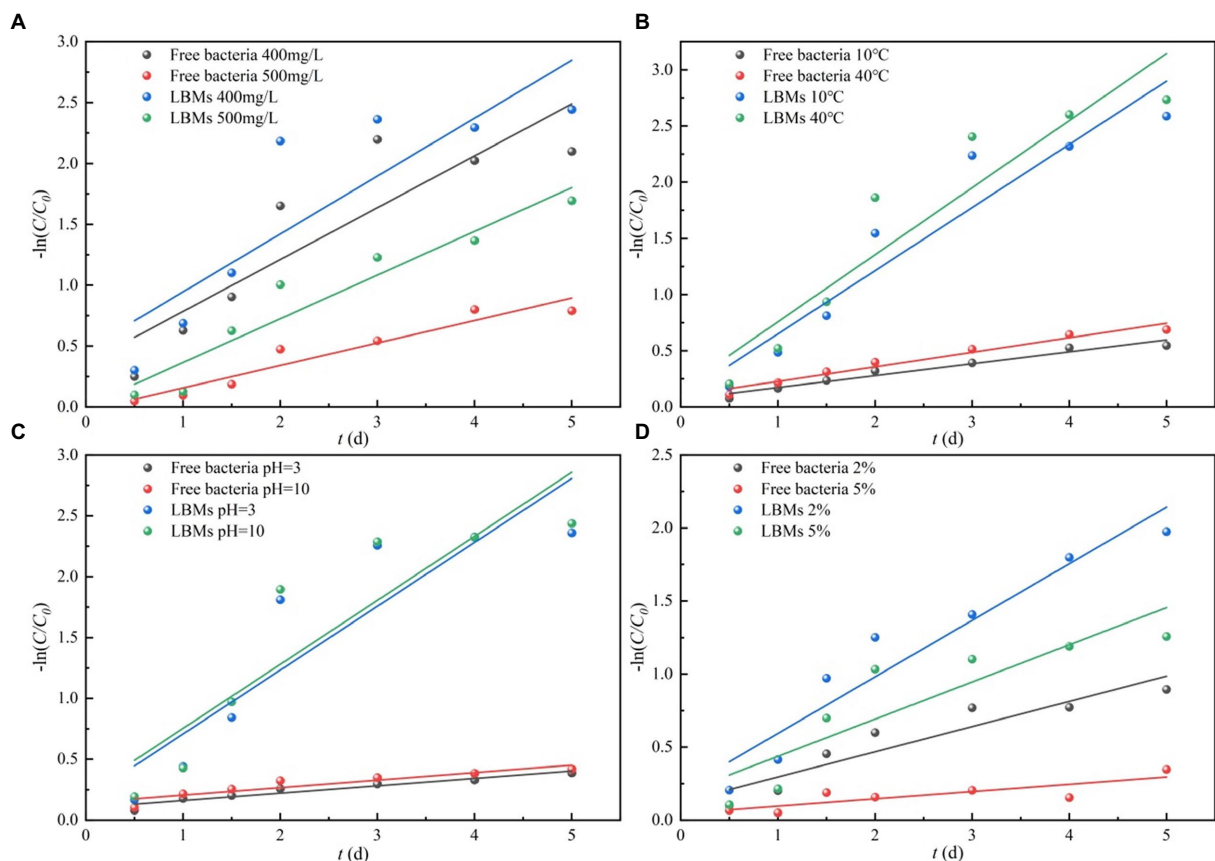 A
3.0
2.5
2.0
1.5
1.0
0.5
0.0
-ln(C/C0)
Free bacteria 400mg/L
Free bacteria 500mg/L
LBMs 400mg/L
LBMs 500mg/L
0 1 2 3 4 5
t (d)
B
3.0
2.5
2.0
1.5
1.0
0.5
0.0
-ln(C/C0)
Free bacteria 10℃
Free bacteria 40℃
LBMs 10℃
LBMs 40℃
0 1 2 3 4 5
t (d)
C
3.0
2.5
2.0
1.5
1.0
0.5
0.0
-ln(C/C0)
Free bacteria pH=3
Free bacteria pH=10
LBMs pH=3
LBMs pH=10
0 1 2 3 4 5
t (d)
D
2.5
2.0
1.5
1.0
0.5
0.0
-ln(C/C0)
Free bacteria 2%
Free bacteria 5%
LBMs 2%
LBMs 5%
0 1 2 3 4 5
t (d)